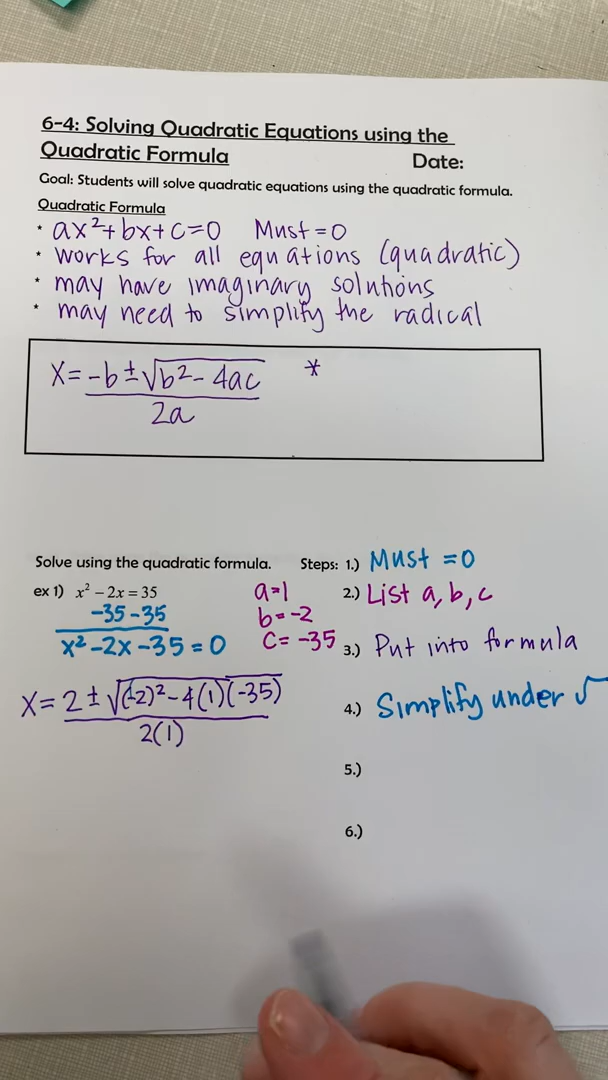 6-4: Solving Quadratic Equations using the
Quadratic Formula Date:
Goal: Students will solve quadratic equations using the quadratic formula.
Quadratic Formula
• ax²+bx+c=0 Must=0
• works for all equations (quadratic)
• may have imaginary solutions
• may need to simplify the radical
X= -b±√b²-4ac *
2a
Solve using the quadratic formula. Steps: 1.) Must =0
ex 1) x² – 2x = 35 a=1 2.) List a, b, c
-35 -35 b=-2
x²-2x-35=0 c= -35 3.) Put into formula
X= 2±√(-2)²-4(1)(-35) 4.) Simplify under √
2(1)
5.)
6.)